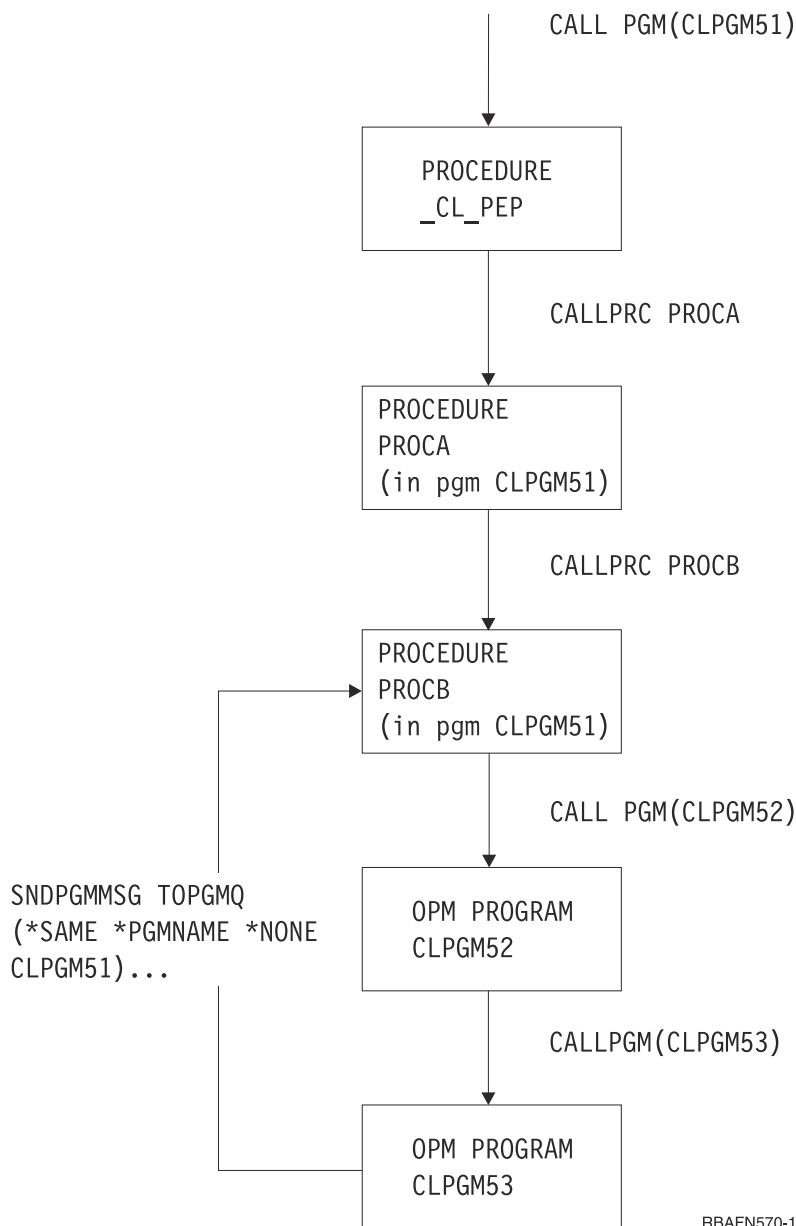 CALL PGM(CLPGM51)
PROCEDURE
_CL_PEP
CALLPRC PROCA
PROCEDURE
PROCA
(in pgm CLPGM51)
CALLPRC PROCB
PROCEDURE
PROCB
(in pgm CLPGM51)
CALL PGM(CLPGM52)
SNDPGMMSG TOPGMQ
(*SAME *PGMNAME *NONE
CLPGM51)...
OPM PROGRAM
CLPGM52
CALLPGM(CLPGM53)
OPM PROGRAM
CLPGM53
RBAFN570-1